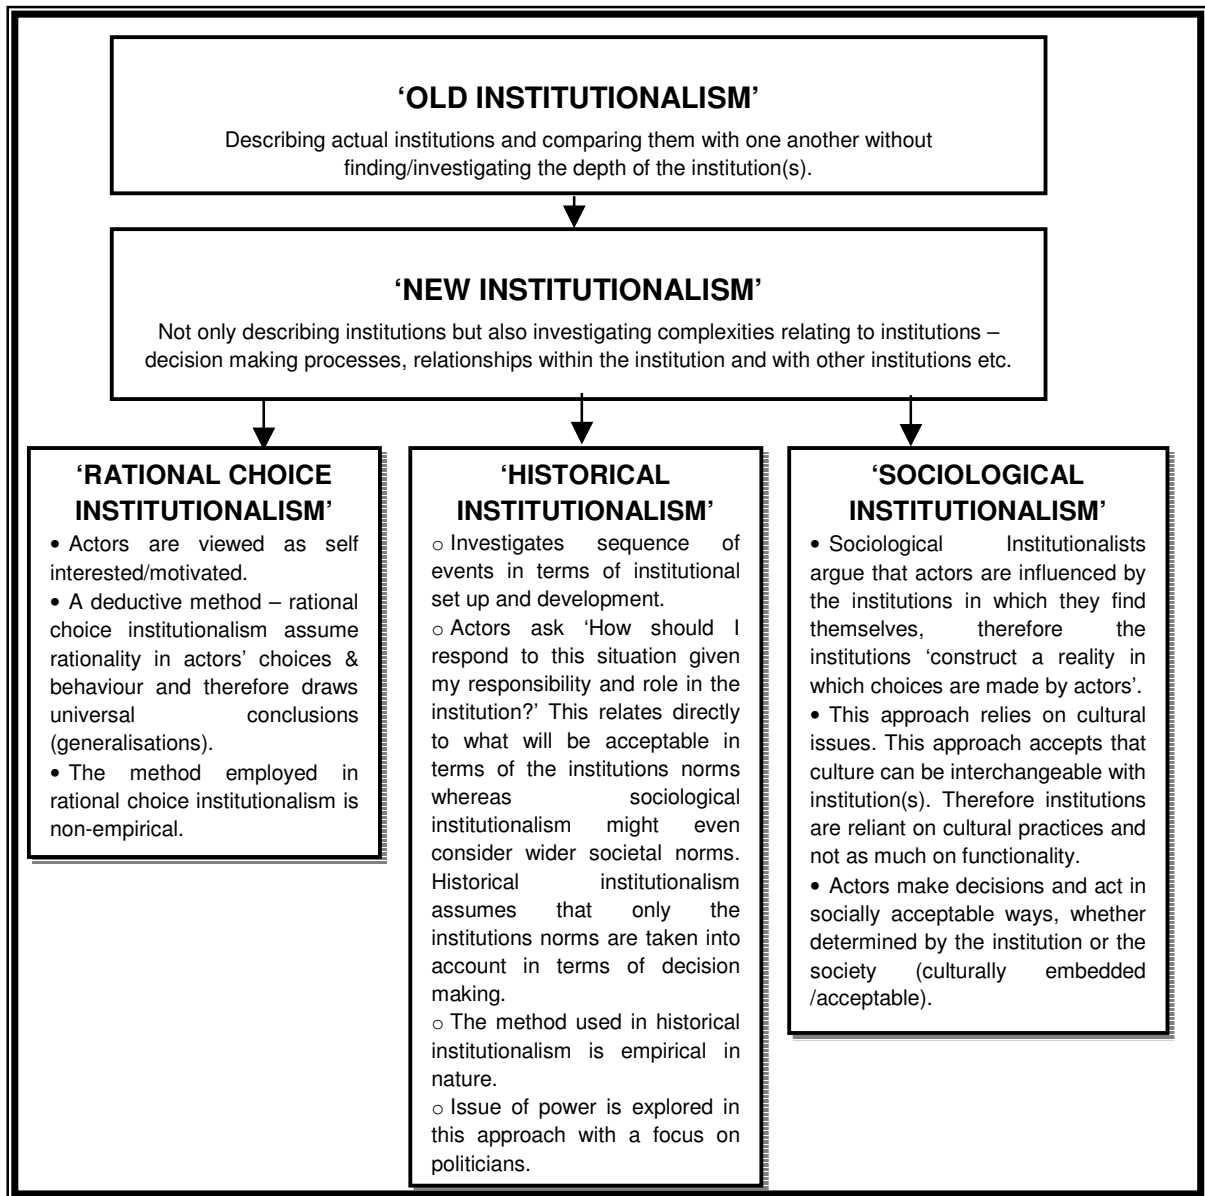 ‘OLD INSTITUTIONALISM’
Describing actual institutions and comparing them with one another without
finding/investigating the depth of the institution(s).
‘NEW INSTITUTIONALISM’
Not only describing institutions but also investigating complexities relating to institutions –
decision making processes, relationships within the institution and with other institutions etc.
‘RATIONAL CHOICE
INSTITUTIONALISM’
• Actors are viewed as self
interested/motivated.
• A deductive method – rational
choice institutionalism assume
rationality in actors’ choices &
behaviour and therefore draws
universal conclusions
(generalisations).
• The method employed in
rational choice institutionalism is
non-empirical.
‘HISTORICAL
INSTITUTIONALISM’
○ Investigates sequence of
events in terms of institutional
set up and development.
○ Actors ask ‘How should I
respond to this situation given
my responsibility and role in the
institution?’ This relates directly
to what will be acceptable in
terms of the institutions norms
whereas sociological
institutionalism might even
consider wider societal norms.
Historical institutionalism
assumes that only the
institutions norms are taken into
account in terms of decision
making.
○ The method used in historical
institutionalism is empirical in
nature.
○ Issue of power is explored in
this approach with a focus on
politicians.
‘SOCIOLOGICAL
INSTITUTIONALISM’
• Sociological Institutionalists
argue that actors are influenced by
the institutions in which they find
themselves, therefore the
institutions ‘construct a reality in
which choices are made by actors’.
• This approach relies on cultural
issues. This approach accepts that
culture can be interchangeable with
institution(s). Therefore institutions
are reliant on cultural practices and
not as much on functionality.
• Actors make decisions and act in
socially acceptable ways, whether
determined by the institution or the
society (culturally embedded
/acceptable).